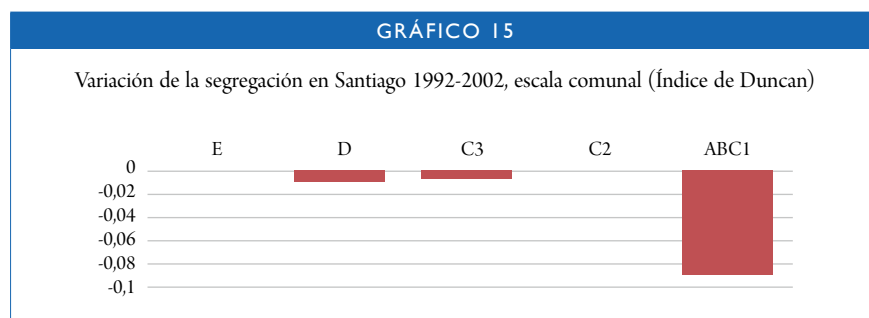 GRÁFICO 15
Variación de la segregación en Santiago 1992-2002, escala comunal (Índice de Duncan)
E D C3 C2 ABC1
0
-0,02
-0,04
-0,06
-0,08
-0,1